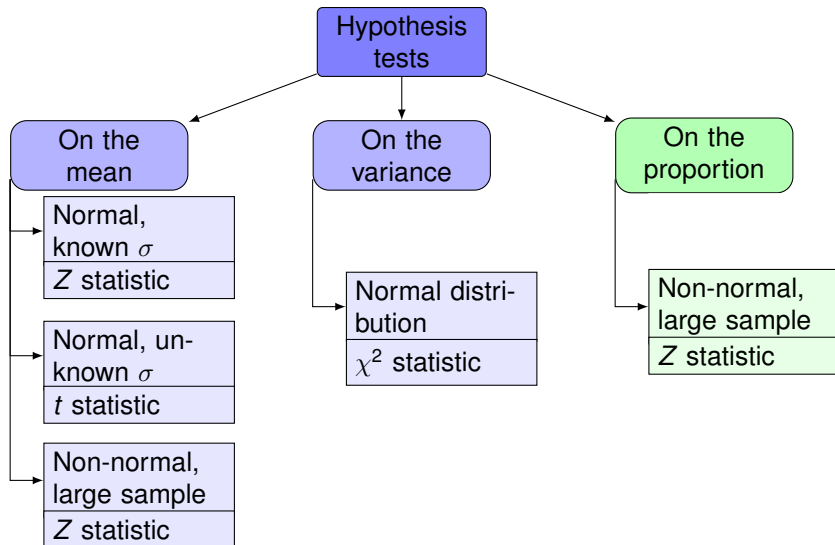 Hypothesis
tests
On the
mean
On the
variance
On the
proportion
Normal,
known σ
Z statistic
Normal, un-
known σ
t statistic
Non-normal,
large sample
Z statistic
Normal distri-
bution
χ² statistic
Non-normal,
large sample
Z statistic